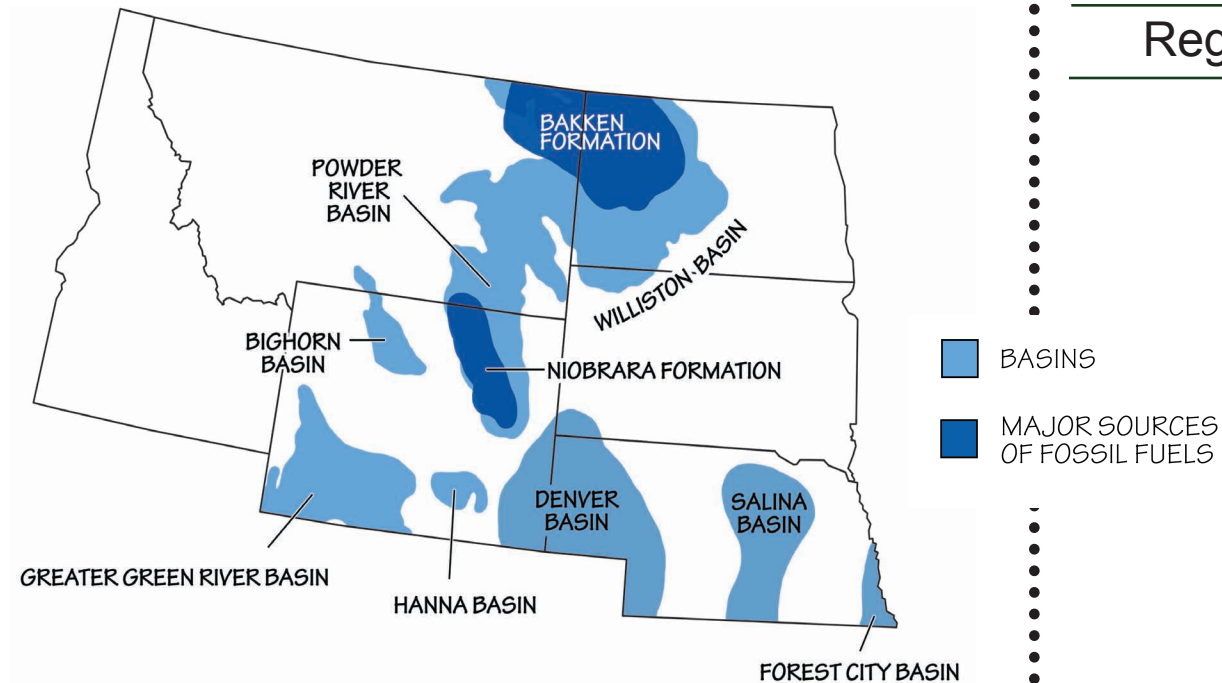 Reg
BAKKEN
FORMATION
POWDER
RIVER
BASIN
WILLISTON BASIN
BIGHORN
BASIN
NIOBRARA FORMATION
BASINS
MAJOR SOURCES
OF FOSSIL FUELS
DENVER
BASIN
SALINA
BASIN
GREATER GREEN RIVER BASIN
HANNA BASIN
FOREST CITY BASIN